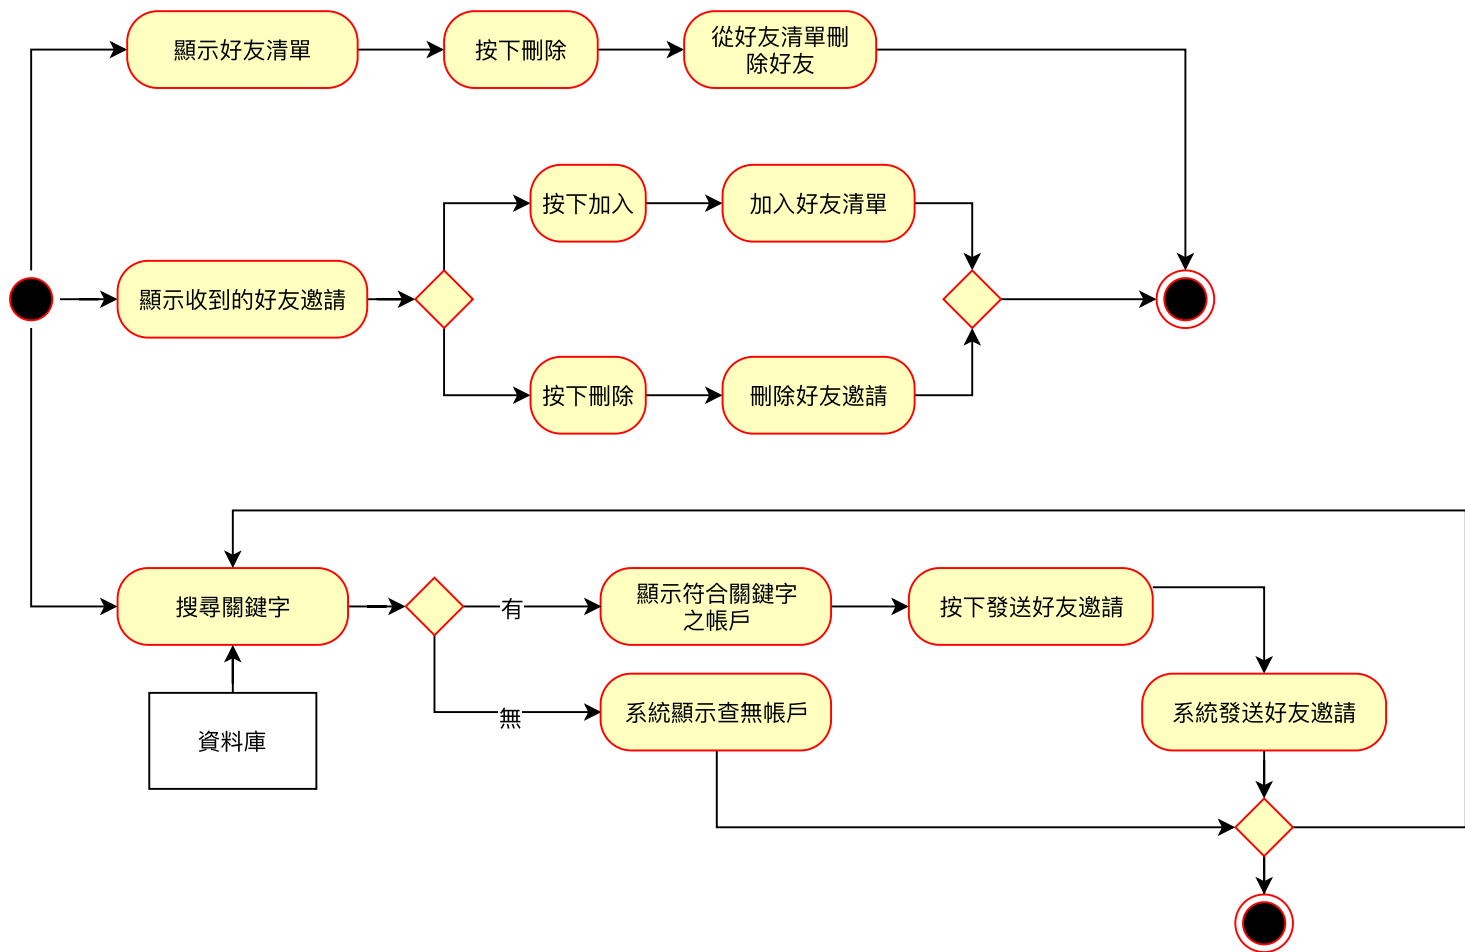 顯示好友清單
按下刪除
從好友清單刪
除好友
按下加入
加入好友清單
顯示收到的好友邀請
按下刪除
刪除好友邀請
搜尋關鍵字
有
顯示符合關鍵字
之帳戶
按下發送好友邀請
無
系統顯示查無帳戶
系統發送好友邀請
資料庫